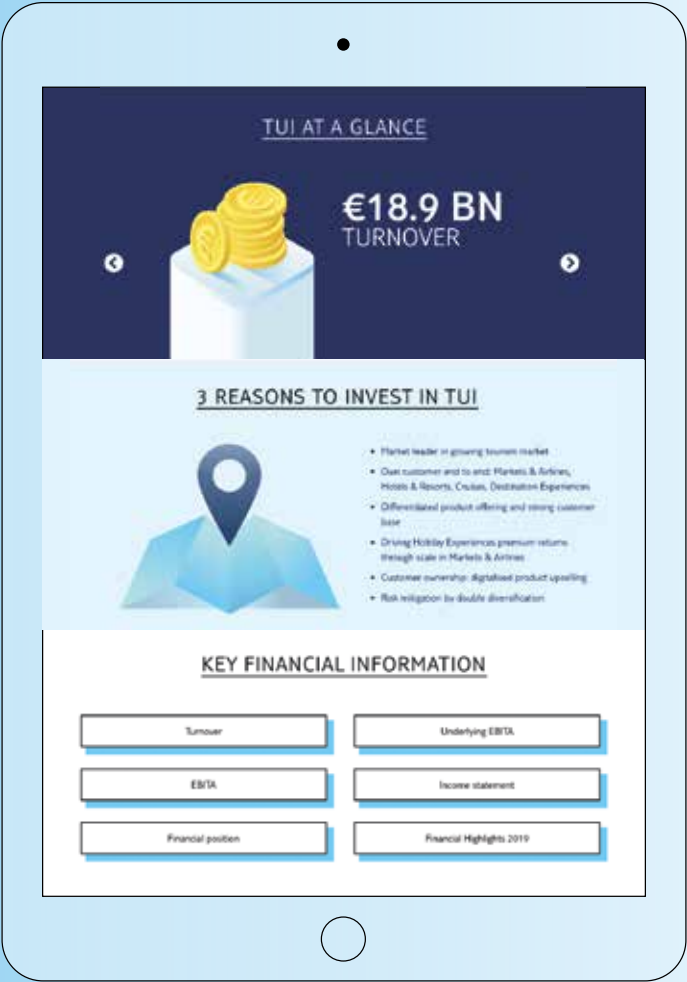 TUI AT A GLANCE
€18.9 BN
TURNOVER
3 REASONS TO INVEST IN TUI
• Market leader in growing tourism market
• Own customer end to end: Markets & Airlines,
Hotels & Resorts, Cruises, Destination Experiences
• Differentiated product offering and strong customer
base
• Driving Holiday Experiences premium returns
through scale in Markets & Airlines
• Customer ownership: digitalised product upselling
• Risk mitigation by double diversification
KEY FINANCIAL INFORMATION
Turnover
Underlying EBITA
EBITA
Income statement
Financial position
Financial Highlights 2019